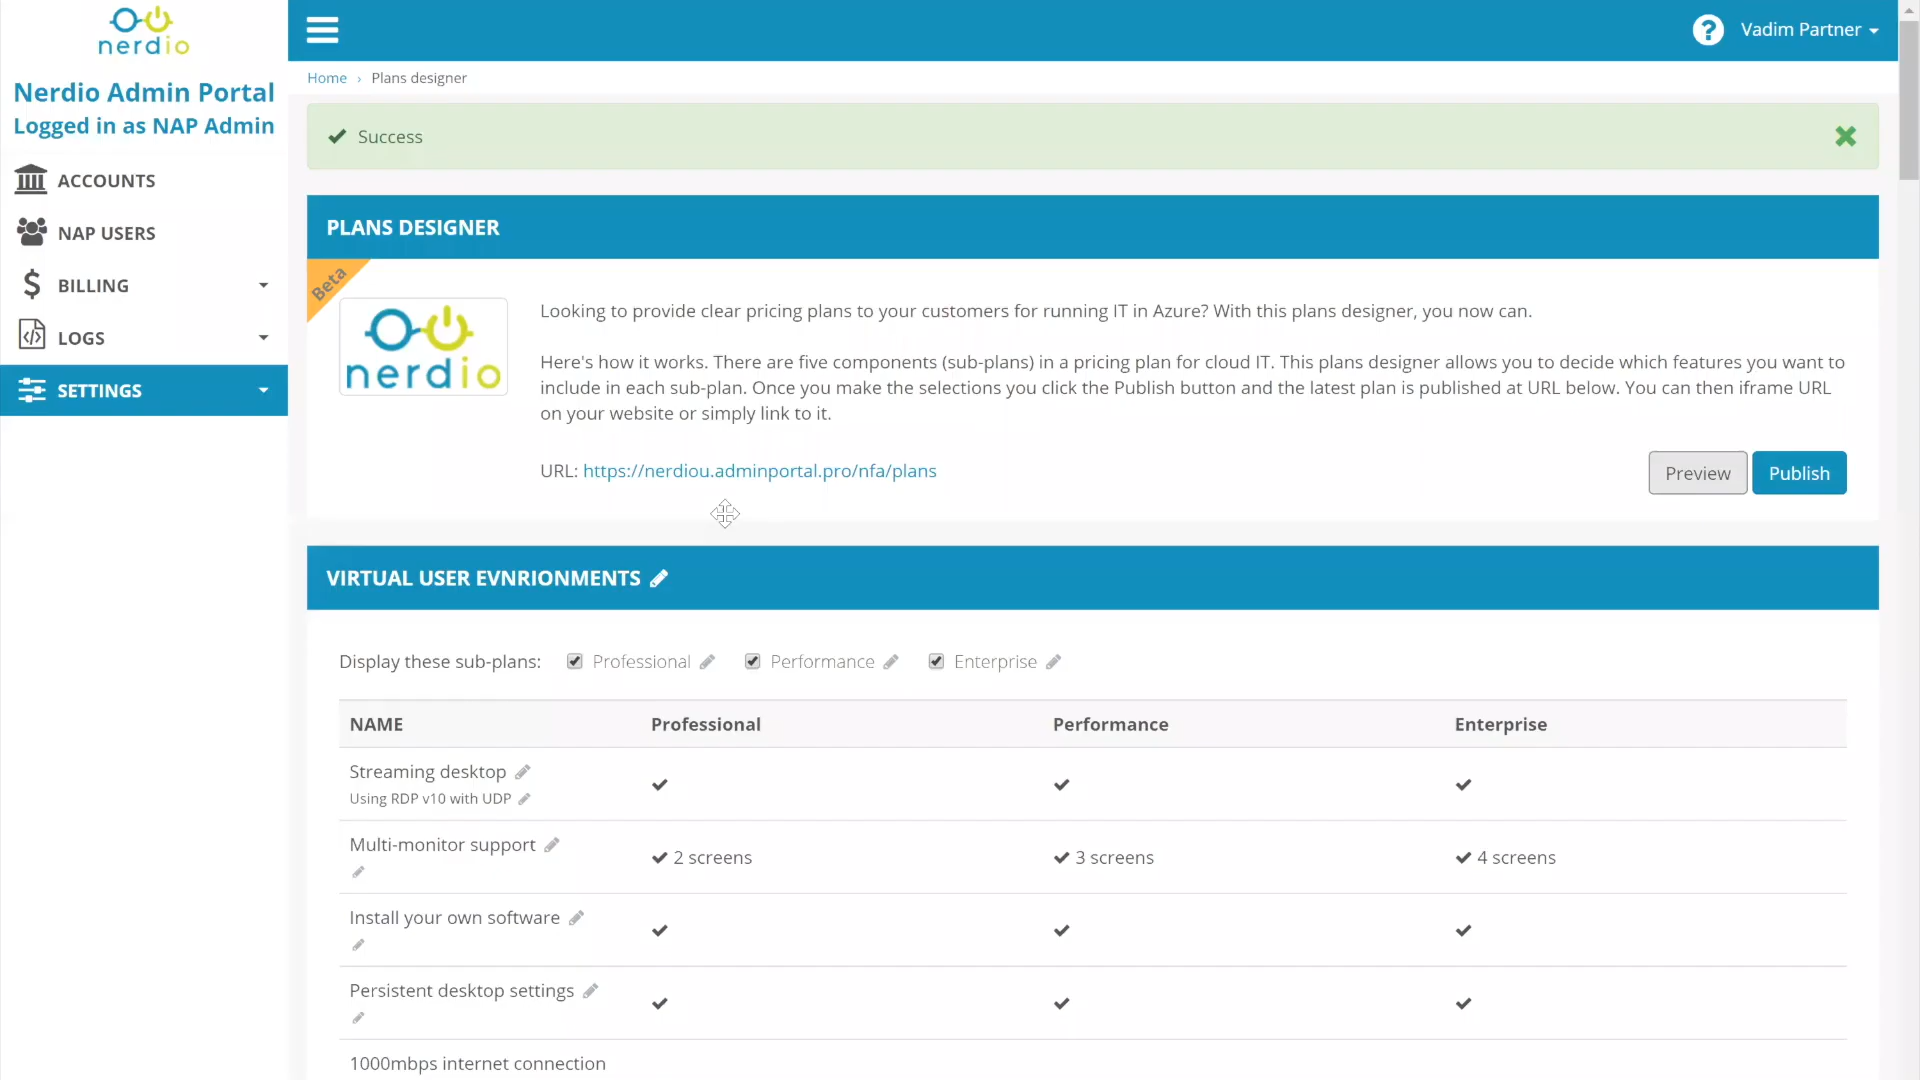 nerdio
Nerdio Admin Portal
Logged in as NAP Admin
ACCOUNTS
NAP USERS
BILLING
LOGS
SETTINGS
?
Vadim Partner
Home › Plans designer
Success
PLANS DESIGNER
Beta
nerdio
Looking to provide clear pricing plans to your customers for running IT in Azure? With this plans designer, you now can.
Here's how it works. There are five components (sub-plans) in a pricing plan for cloud IT. This plans designer allows you to decide which features you want to
include in each sub-plan. Once you make the selections you click the Publish button and the latest plan is published at URL below. You can then iframe URL
on your website or simply link to it.
URL: https://nerdiou.adminportal.pro/nfa/plans
Preview Publish
VIRTUAL USER EVNRIONMENTS
Display these sub-plans: Professional Performance Enterprise
NAME Professional Performance Enterprise
Streaming desktop
Using RDP v10 with UDP
Multi-monitor support
2 screens 3 screens 4 screens
Install your own software
Persistent desktop settings
1000mbps internet connection